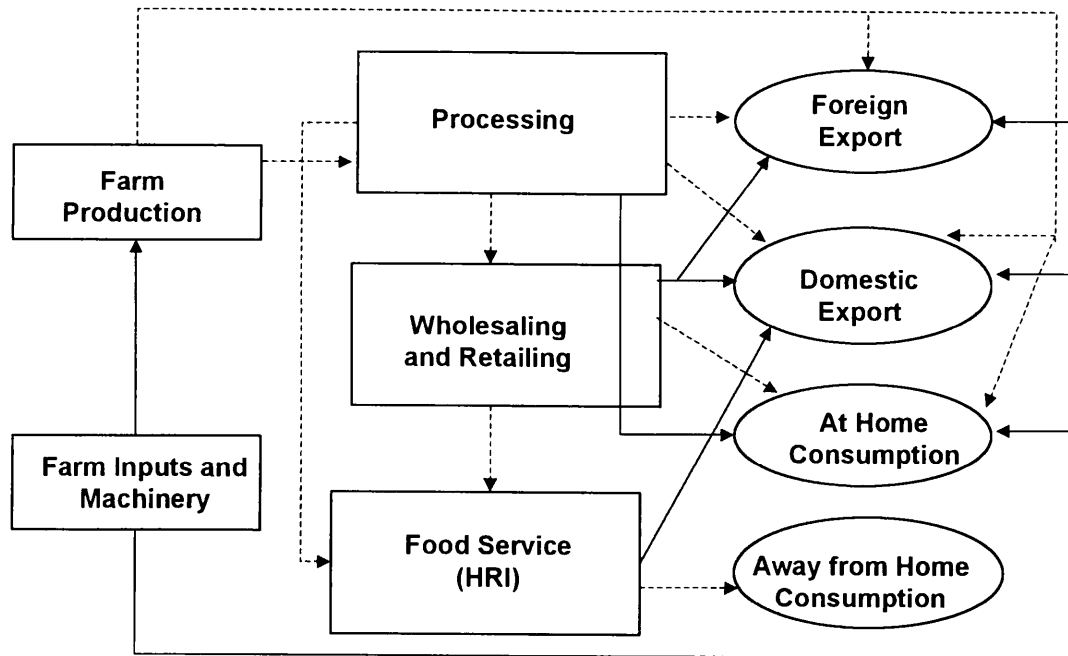 Processing
Foreign
Export
Farm
Production
Domestic
Export
Wholesaling
and Retailing
At Home
Consumption
Farm Inputs and
Machinery
Food Service
(HRI)
Away from Home
Consumption